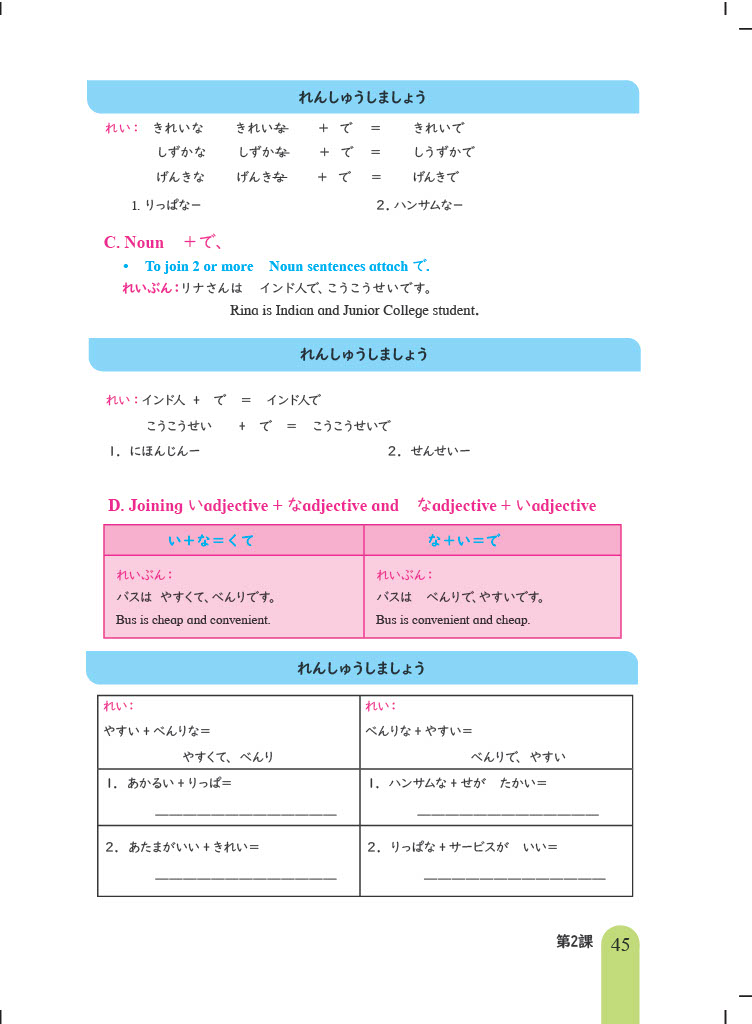 れんしゅうしましょう
れい： きれいな きれいな + で = きれいで
しずかな しずかな + で = しうずかで
げんきな げんきな + で = げんきで
1. りっぱなー 2. ハンサムなー
C. Noun ＋で、
• To join 2 or more Noun sentences attach で.
れいぶん：リナさんは インド人で、こうこうせいです。
Rina is Indian and Junior College student.
れんしゅうしましょう
れい：インド人 + で = インド人で
こうこうせい + で = こうこうせいで
1. にほんじんー 2. せんせいー
D. Joining いadjective + なadjective and なadjective + いadjective
い＋な＝くて
な＋い＝で
れいぶん：
バスは やすくて、べんりです。
Bus is cheap and convenient.
れいぶん：
バスは べんりで、やすいです。
Bus is convenient and cheap.
れんしゅうしましょう
れい：
やすい + べんりな＝
やすくて、べんり
れい：
べんりな + やすい＝
べんりで、やすい
1. あかるい + りっぱ＝
____________________
1. ハンサムな + せが たかい＝
____________________
2. あたまがいい + きれい＝
____________________
2. りっぱな + サービスが いい＝
____________________
第2課 45